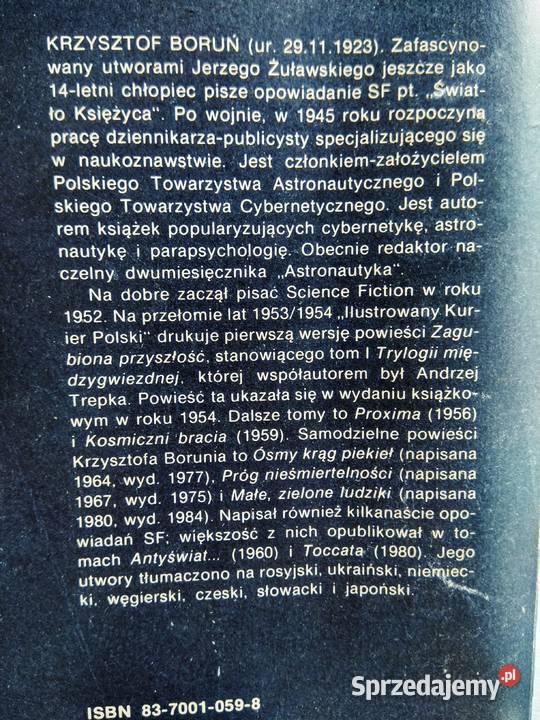 KRZYSZTOF BORUŃ (ur. 29.11.1923). Zafascyno-
wany utworami Jerzego Żuławskiego jeszcze jako
14-letni chłopiec pisze opowiadanie SF pt. „Świat-
ło Księżyca". Po wojnie, w 1945 roku rozpoczyna
pracę dziennikarza-publicysty specjalizującego się
w naukoznawstwie. Jest członkiem-założycielem
Polskiego Towarzystwa Astronautycznego i Pol-
skiego Towarzystwa Cybernetycznego. Jest auto-
rem książek popularyzujących cybernetykę, astro-
nautykę i parapsychologię. Obecnie redaktor na-
czelny dwumiesięcznika „Astronautyka".
Na dobre zaczął pisać Science Fiction w roku
1952. Na przełomie lat 1953/1954 „Ilustrowany Kur-
ier Polski" drukuje pierwszą wersję powieści Zagu-
biona przyszłość, stanowiącego tom I Trylogii mię-
dzygwiezdnej, której współautorem był Andrzej
Trepka. Powieść ta ukazała się w wydaniu książko-
wym w roku 1954. Dalsze tomy to Proxima (1956)
i Kosmiczni bracia (1959). Samodzielne powieści
Krzysztofa Borunia to Ósmy krąg piekieł (napisana
1964, wyd. 1977), Próg nieśmiertelności (napisana
1967, wyd. 1975) i Małe, zielone ludziki (napisana
1980, wyd. 1984). Napisał również kilkanaście opo-
wiadań SF: większość z nich opublikował w to-
mach Antyświat... (1960) i Toccata (1980). Jego
utwory tłumaczono na rosyjski, ukraiński, niemiec-
ki, węgierski, czeski, słowacki i japoński.
ISBN 83-7001-059-8
Sprzedajemy.pl